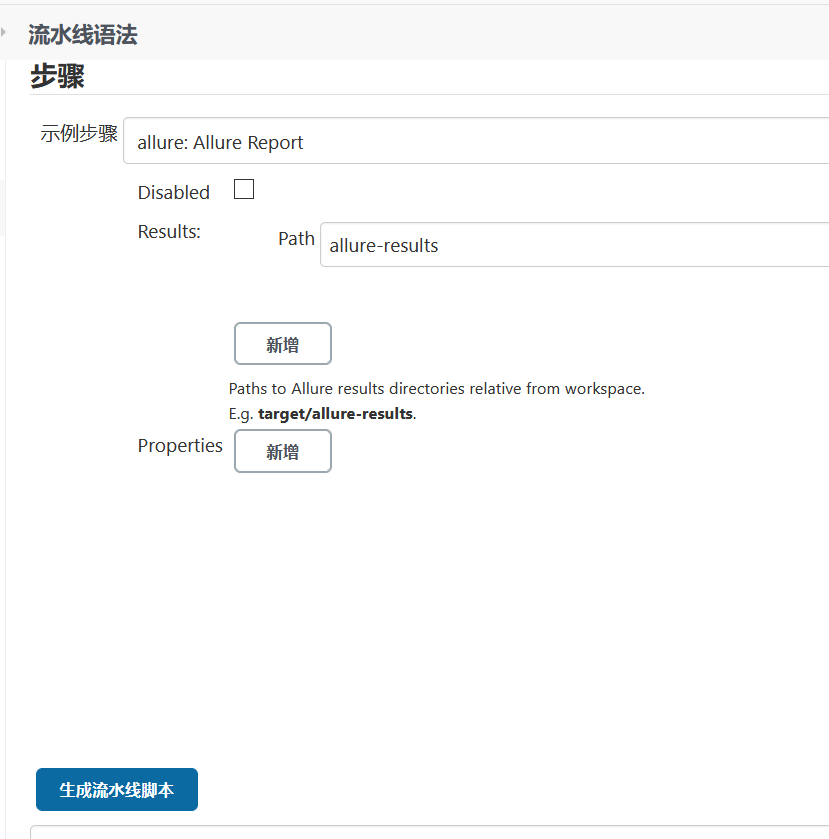 流水线语法
步骤
示例步骤 allure: Allure Report
Disabled
Results:
Path allure-results
新增
Paths to Allure results directories relative from workspace.
E.g. target/allure-results.
Properties 新增
生成流水线脚本